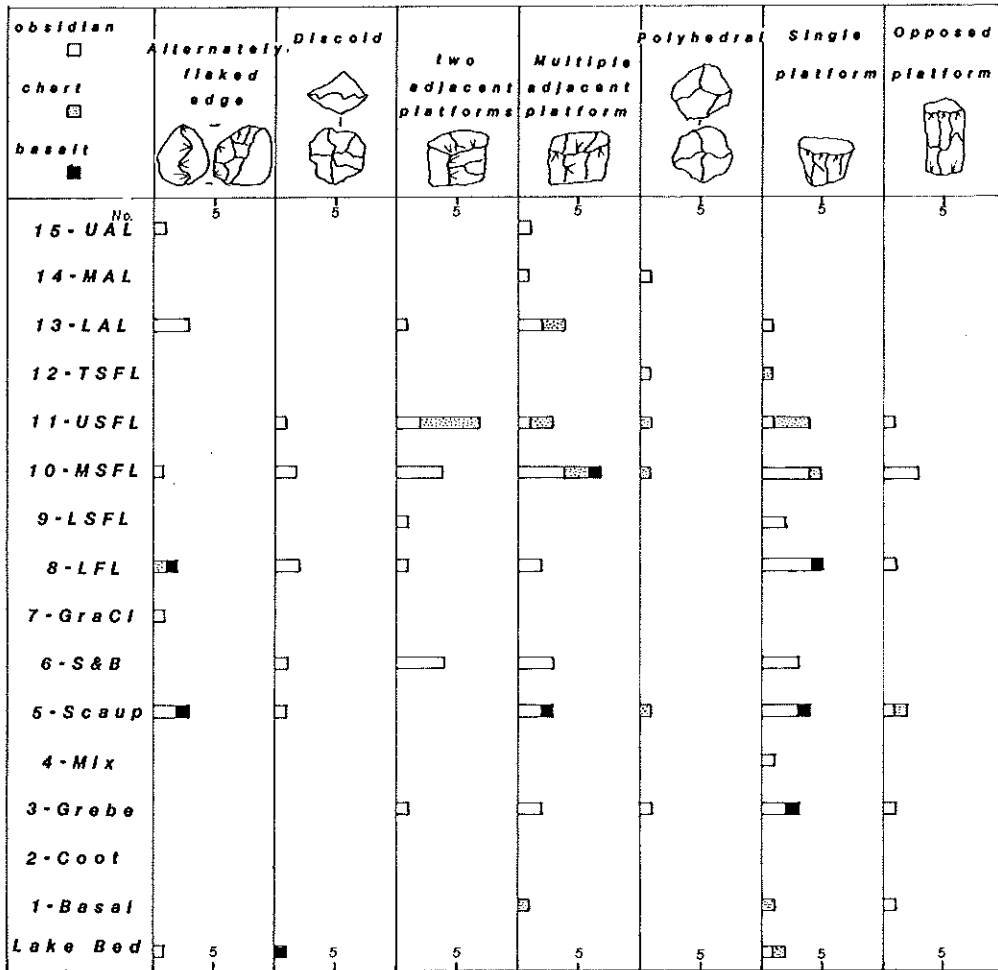 obsidian
chert
basalt
Alternately.
flaked
edge
Discoid
two
adjacent
platforms
Multiple
adjacent
platform
Polyhedral
Single
platform
Opposed
platform
No.
5 5 5 5 5 5
15-UAL
14-MAL
13-LAL
12-TSFL
11-USFL
10-MSFL
9-LSFL
8-LFL
7-GraCl
6-S&B
5-Scaup
4-Mix
3-Grebe
2-Coot
1-Basal
Lake Bed
5 5 5 5 5 5